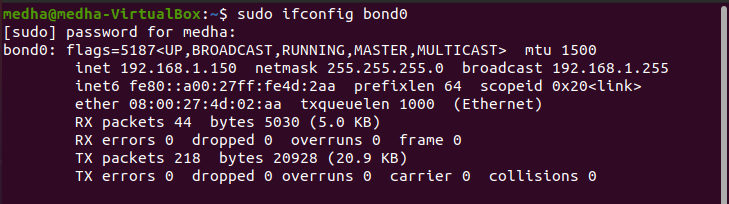 medha@medha-VirtualBox:~$ sudo ifconfig bond0
[sudo] password for medha:
bond0: flags=5187<UP,BROADCAST,RUNNING,MASTER,MULTICAST>  mtu 1500
        inet 192.168.1.150  netmask 255.255.255.0  broadcast 192.168.1.255
        inet6 fe80::a00:27ff:fe4d:2aa  prefixlen 64  scopeid 0x20<link>
        ether 08:00:27:4d:02:aa  txqueuelen 1000  (Ethernet)
        RX packets 44  bytes 5030 (5.0 KB)
        RX errors 0  dropped 0  overruns 0  frame 0
        TX packets 218  bytes 20928 (20.9 KB)
        TX errors 0  dropped 0 overruns 0  carrier 0  collisions 0